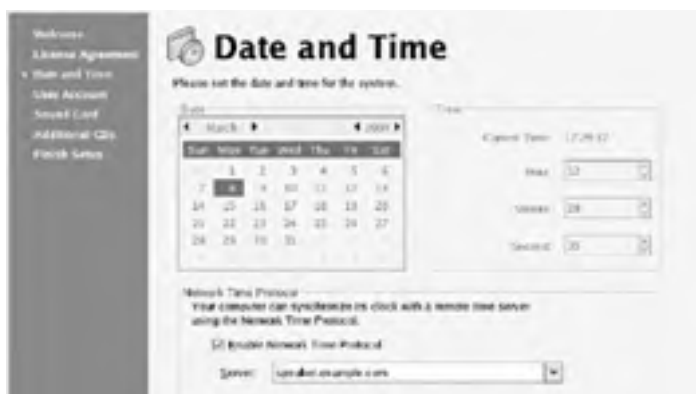 Welcome
License Agreement
Date and Time
User Account
Sound Card
Additional CDs
Finish Setup
Date and Time
Please set the date and time for the system.
Date
March 2004
Sun Mon Tue Wed Thu Fri Sat
1 2 3 4 5 6
7 8 9 10 11 12 13
14 15 16 17 18 19 20
21 22 23 24 25 26 27
28 29 30 31
Time
Current Time:
Hour:
Minute:
Second:
Network Time Protocol
Your computer can synchronize its clock with a remote time server
using the Network Time Protocol.
Enable Network Time Protocol
Server: example.com